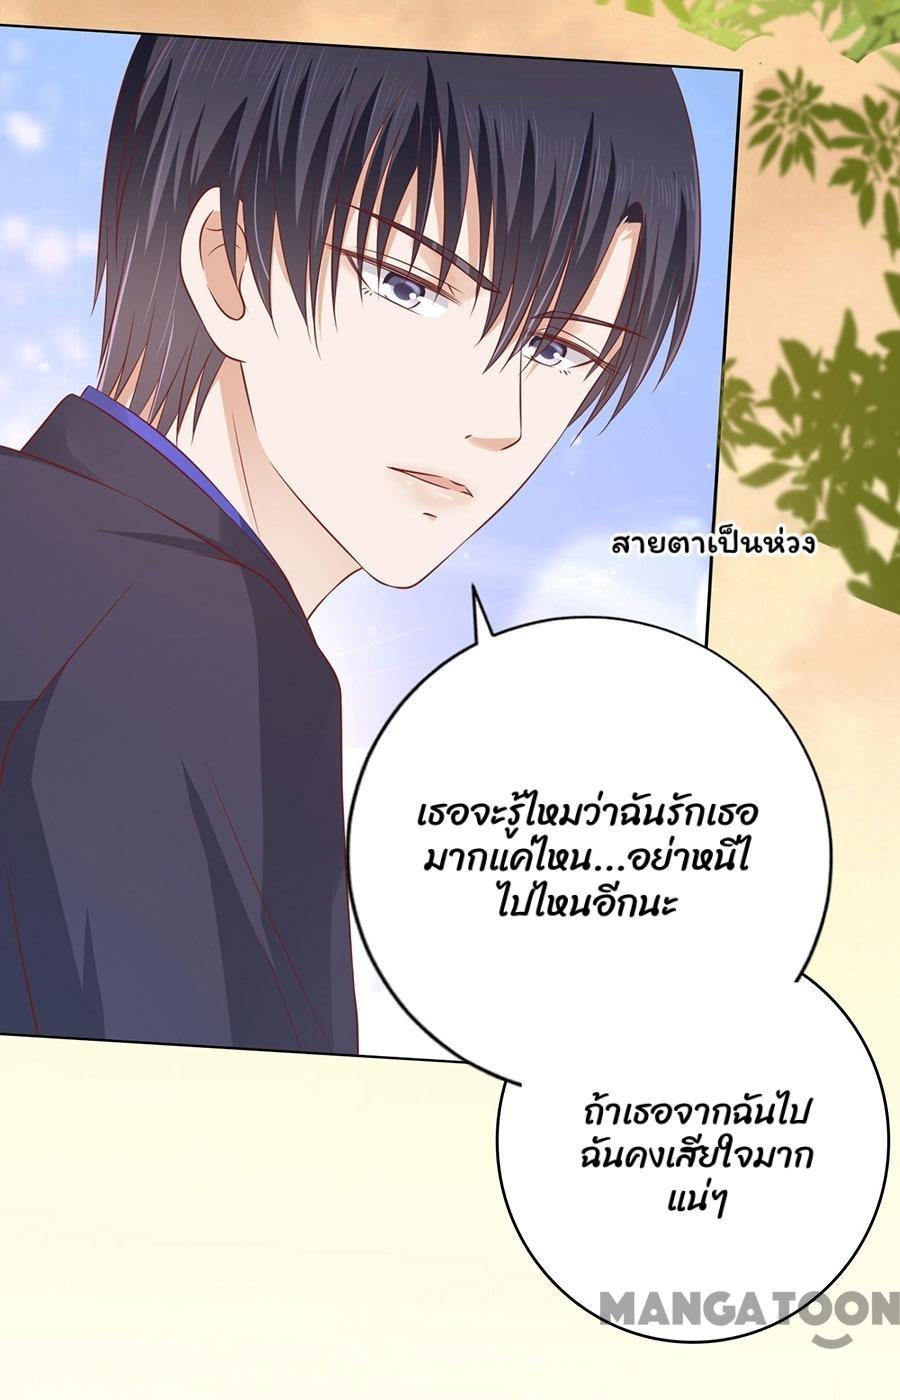 สายตาเป็นห่วง
เธอจะรู้ไหมว่าฉันรักเธอ
มากแค่ไหน...อย่าหนีไ
ไปไหนอีกนะ
ถ้าเธอจากฉันไป
ฉันคงเสียใจมาก
แน่ๆ
MANGATOON